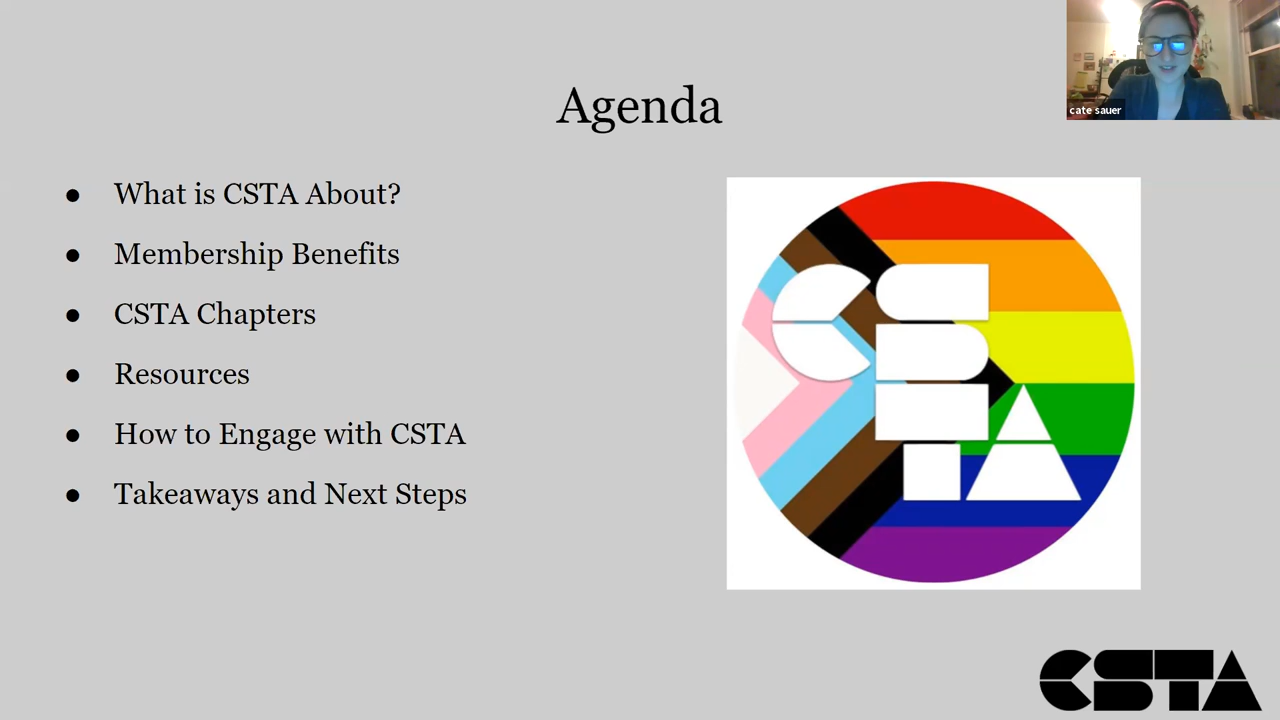 cate sauer
Agenda
● What is CSTA About?
● Membership Benefits
● CSTA Chapters
● Resources
● How to Engage with CSTA
● Takeaways and Next Steps
CSTA
CSTA